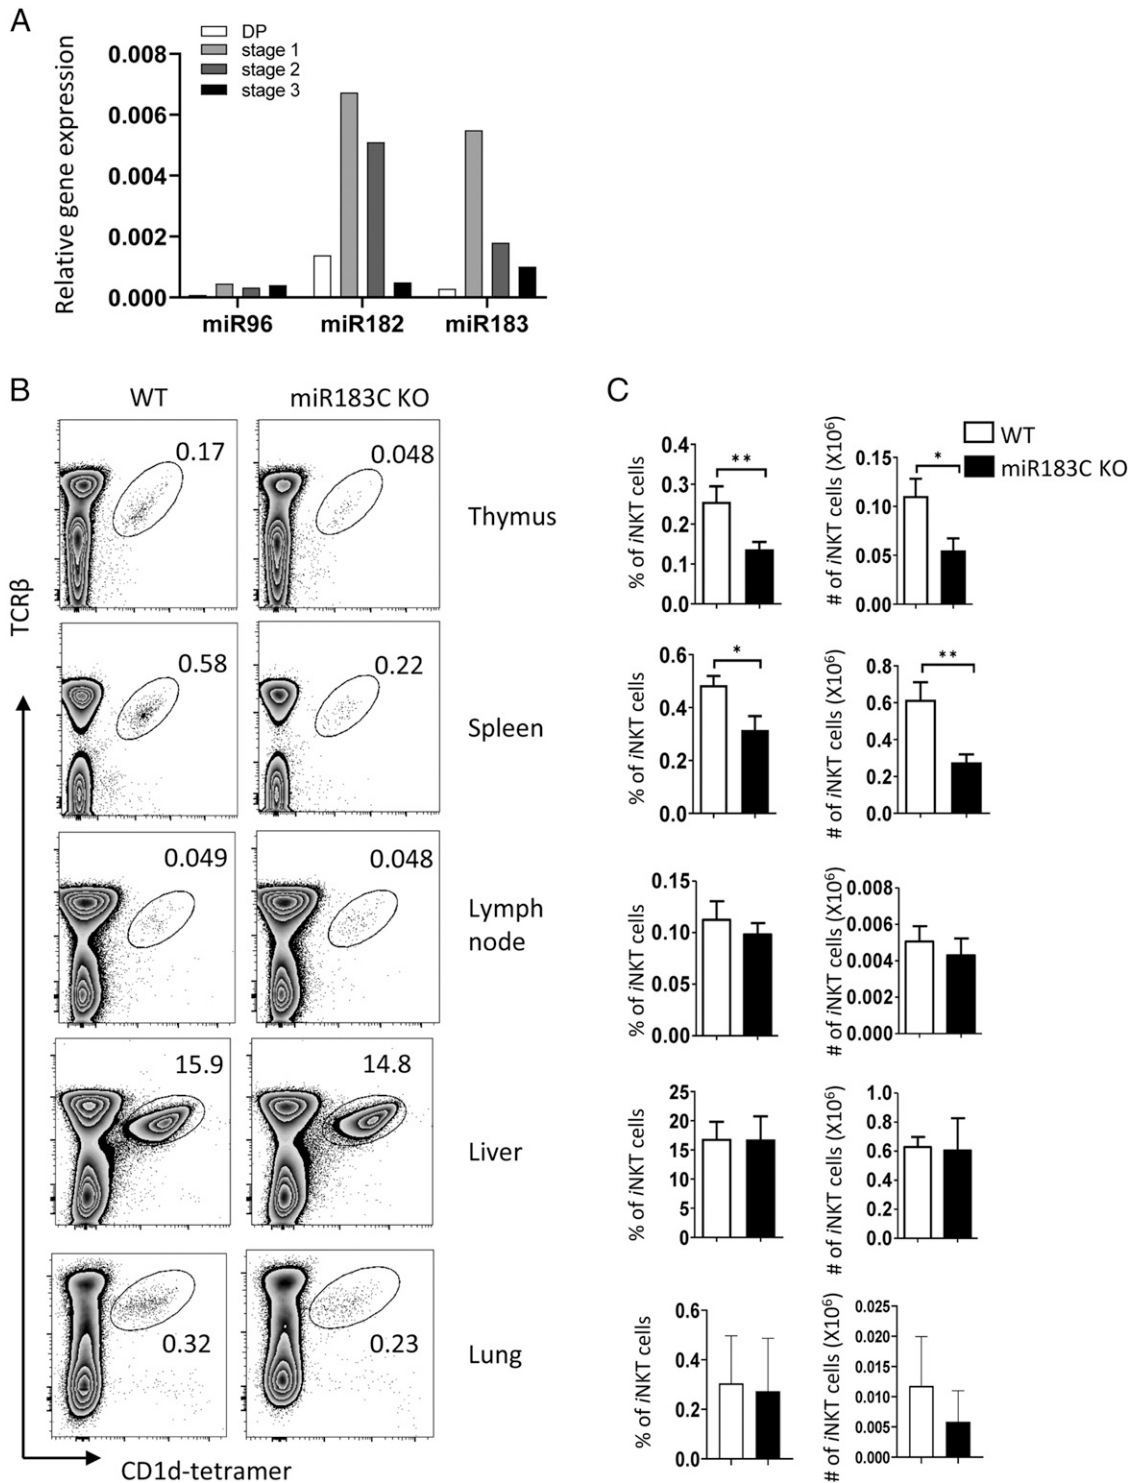 A
DP
stage 1
stage 2
stage 3
Relative gene expression
0.008
0.006
0.004
0.002
0.000
miR96
miR182
miR183
B
WT
miR183C KO
0.17
0.048
Thymus
0.58
0.22
Spleen
0.049
0.048
Lymph
node
15.9
14.8
Liver
0.32
0.23
Lung
TCRβ
CD1d-tetramer
C
WT
miR183C KO
% of iNKT cells
0.4
0.3
0.2
0.1
0.0
**
# of iNKT cells (X10⁶)
0.15
0.10
0.05
0.00
*
% of iNKT cells
0.6
0.4
0.2
0.0
*
# of iNKT cells (X10⁶)
0.8
0.6
0.4
0.2
0.0
**
% of iNKT cells
0.15
0.10
0.05
0.00
# of iNKT cells (X10⁶)
0.008
0.006
0.004
0.002
0.000
% of iNKT cells
25
20
15
10
5
0
# of iNKT cells (X10⁶)
1.0
0.8
0.6
0.4
0.2
0.0
% of iNKT cells
0.6
0.4
0.2
0.0
# of iNKT cells (X10⁶)
0.025
0.020
0.015
0.010
0.005
0.000